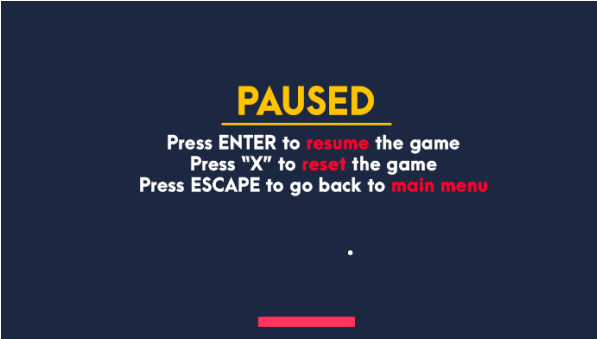 PAUSED
Press ENTER to resume the game
Press “X” to reset the game
Press ESCAPE to go back to main menu